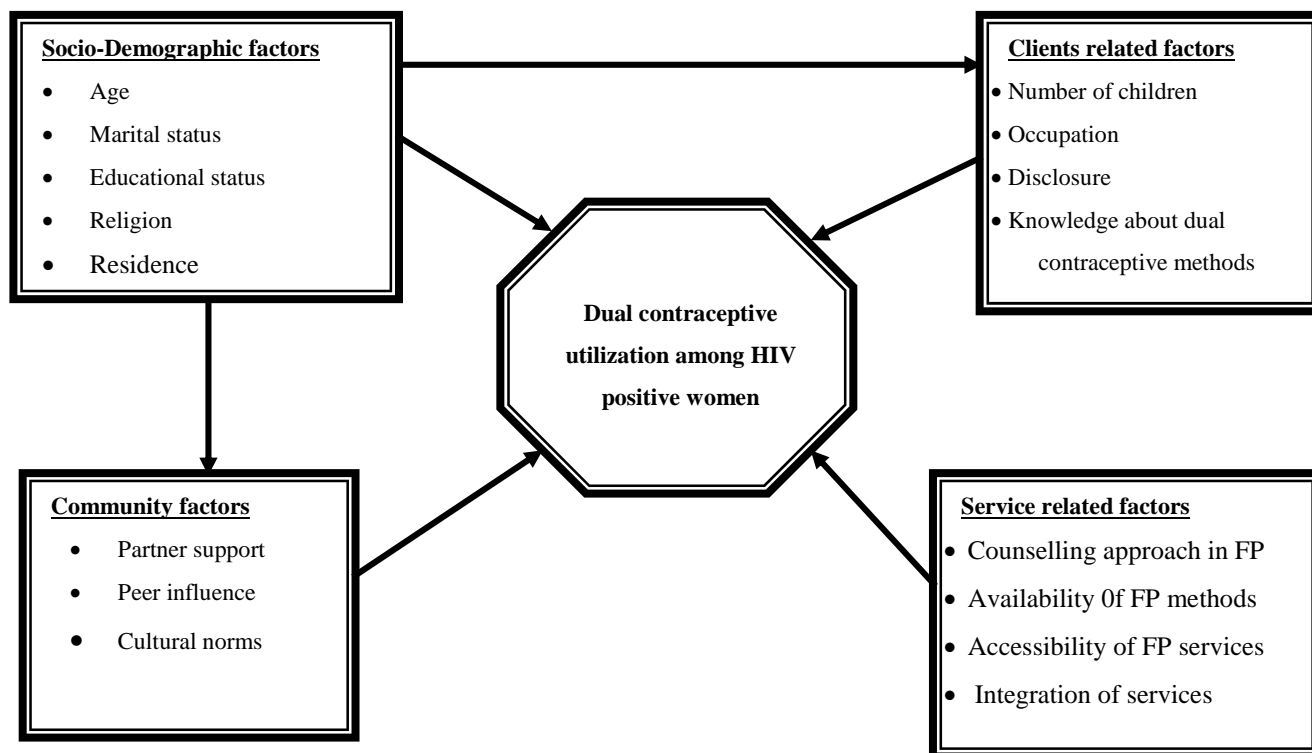 Socio-Demographic factors
• Age
• Marital status
• Educational status
• Religion
• Residence
Clients related factors
• Number of children
• Occupation
• Disclosure
• Knowledge about dual
contraceptive methods
Dual contraceptive
utilization among HIV
positive women
Community factors
• Partner support
• Peer influence
• Cultural norms
Service related factors
• Counselling approach in FP
• Availability 0f FP methods
• Accessibility of FP services
• Integration of services